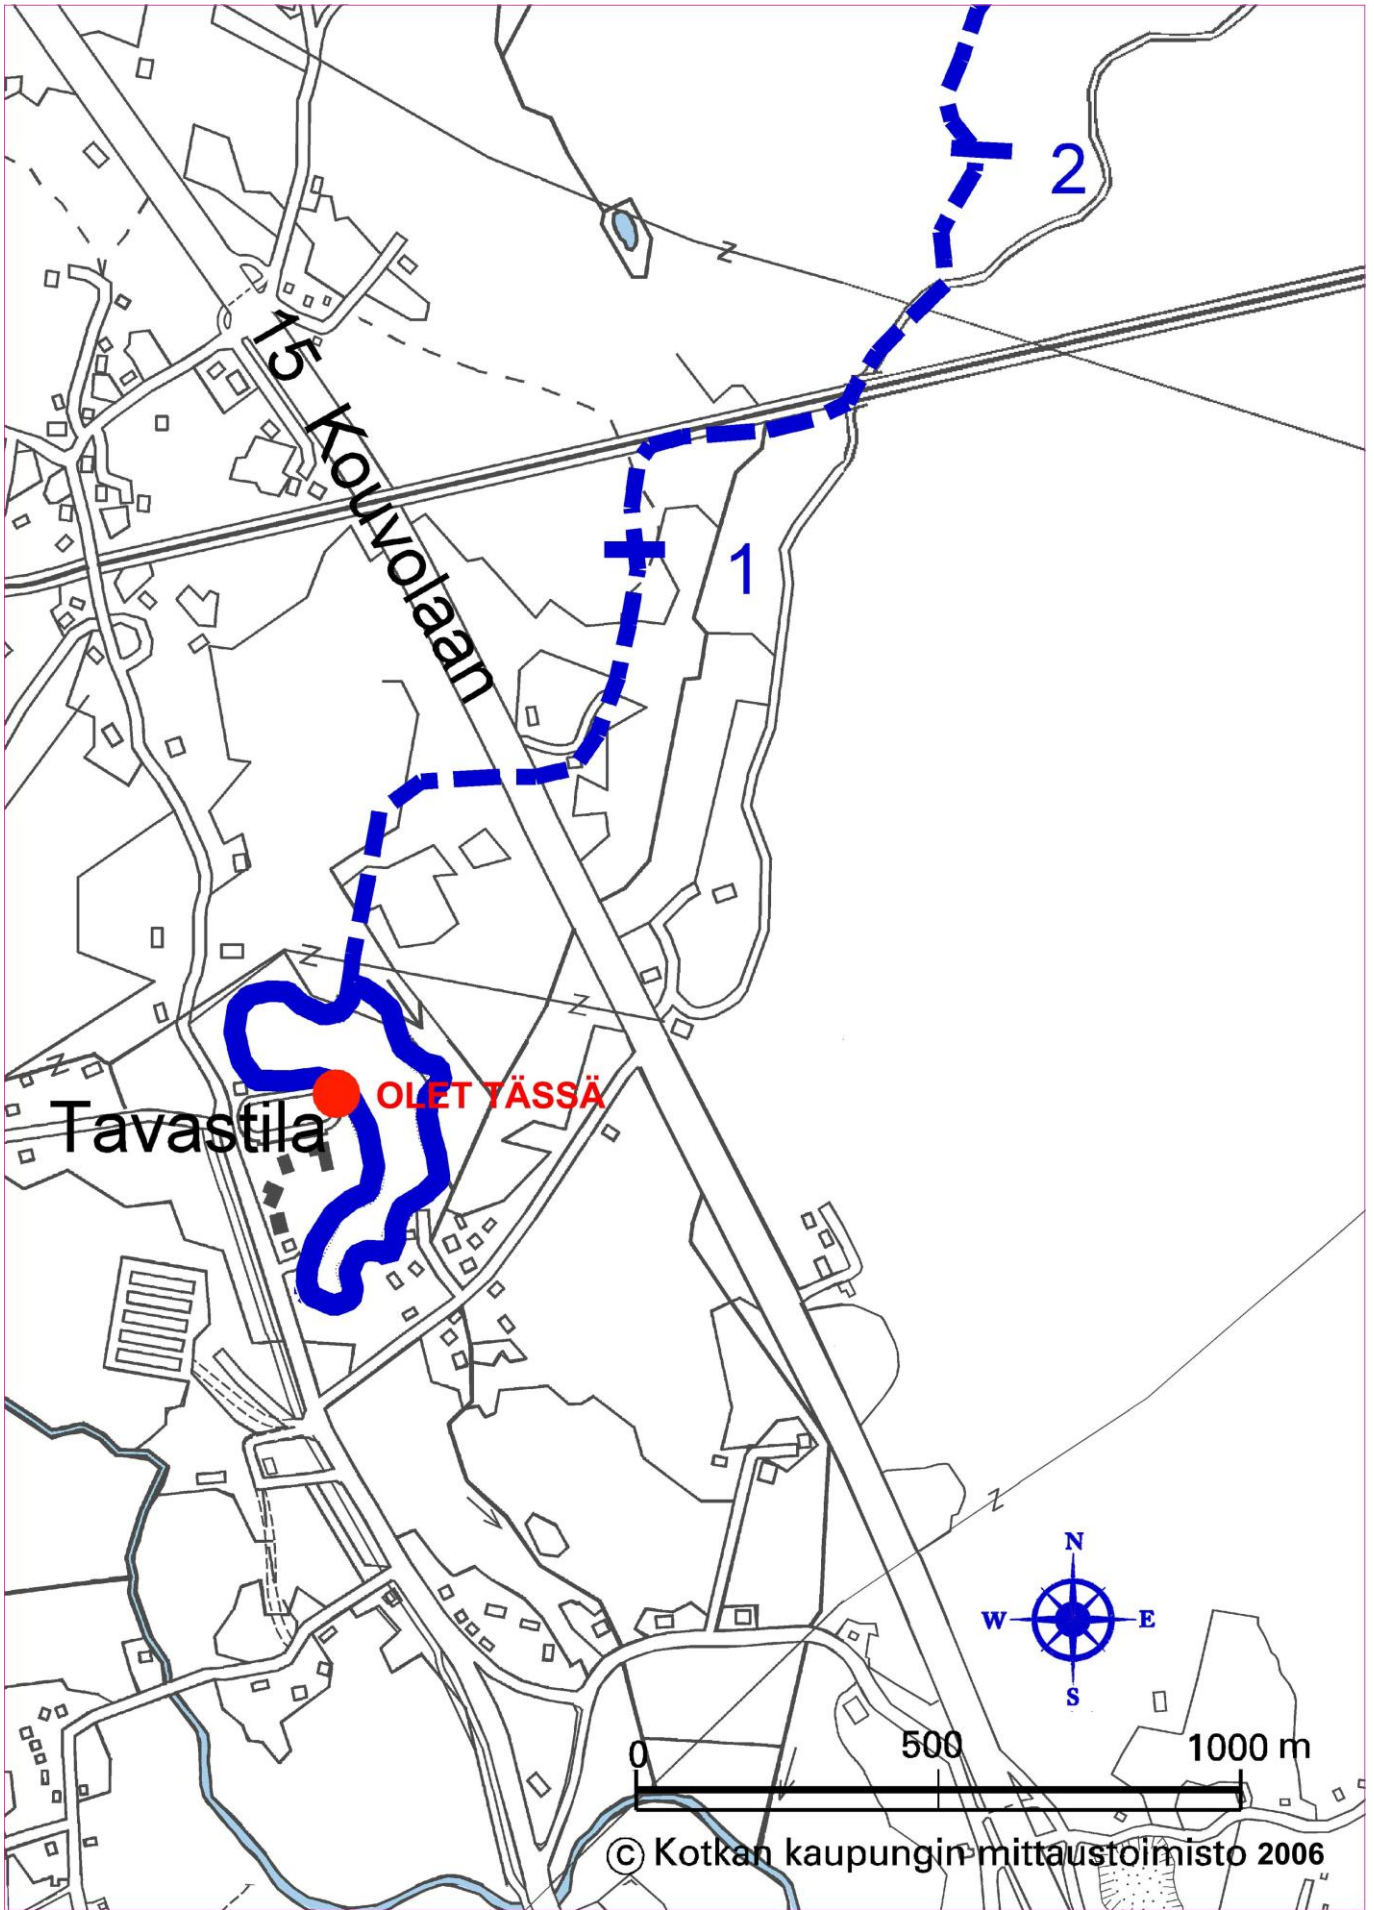 2
15 Kouvolaan
1
OLET TÄSSÄ
Tavastila
N
W E
S
0 500 1000 m
© Kotkan kaupungin mittaustoimisto 2006